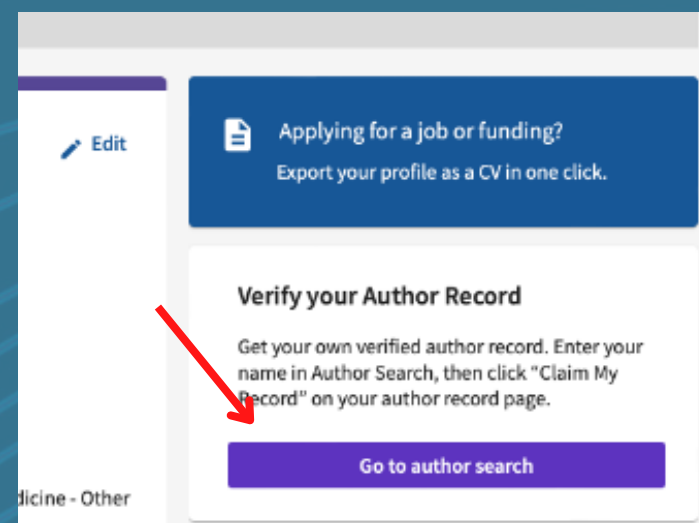 Edit
Applying for a job or funding?
Export your profile as a CV in one click.
Verify your Author Record
Get your own verified author record. Enter your
name in Author Search, then click “Claim My
Record” on your author record page.
Go to author search
dicine - Other